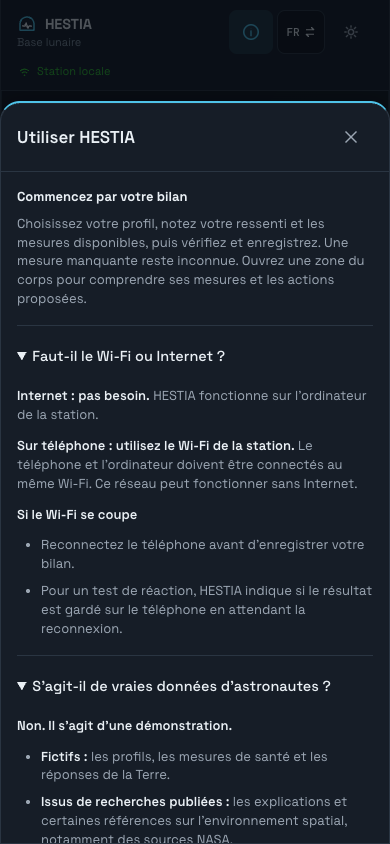 HESTIA
Base lunaire
FR
Station locale
Utiliser HESTIA
Commencez par votre bilan
Choisissez votre profil, notez votre ressenti et les
mesures disponibles, puis vérifiez et enregistrez. Une
mesure manquante reste inconnue. Ouvrez une zone du
corps pour comprendre ses mesures et les actions
proposées.
Faut-il le Wi-Fi ou Internet ?
Internet : pas besoin. HESTIA fonctionne sur l'ordinateur
de la station.
Sur téléphone : utilisez le Wi-Fi de la station. Le
téléphone et l'ordinateur doivent être connectés au
même Wi-Fi. Ce réseau peut fonctionner sans Internet.
Si le Wi-Fi se coupe
• Reconnectez le téléphone avant d'enregistrer votre
bilan.
• Pour un test de réaction, HESTIA indique si le résultat
est gardé sur le téléphone en attendant la
reconnexion.
S'agit-il de vraies données d'astronautes ?
Non. Il s'agit d'une démonstration.
• Fictifs : les profils, les mesures de santé et les
réponses de la Terre.
• Issus de recherches publiées : les explications et
certaines références sur l'environnement spatial,
notamment des sources NASA.